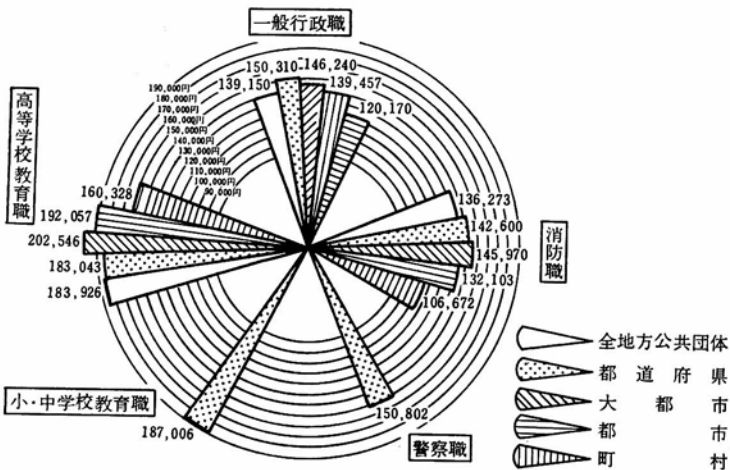 一般行政職
150,310
146,240
139,150
139,457
120,170
190,000円
180,000円
170,000円
160,000円
150,000円
140,000円
130,000円
120,000円
110,000円
100,000円
90,000円
高等学校教育職
160,328
192,057
202,546
183,043
183,926
136,273
142,600
145,970
132,103
106,672
消防職
小・中学校教育職
187,006
150,802
警察職
全地方公共団体
都道府県
大都市
都市
町村